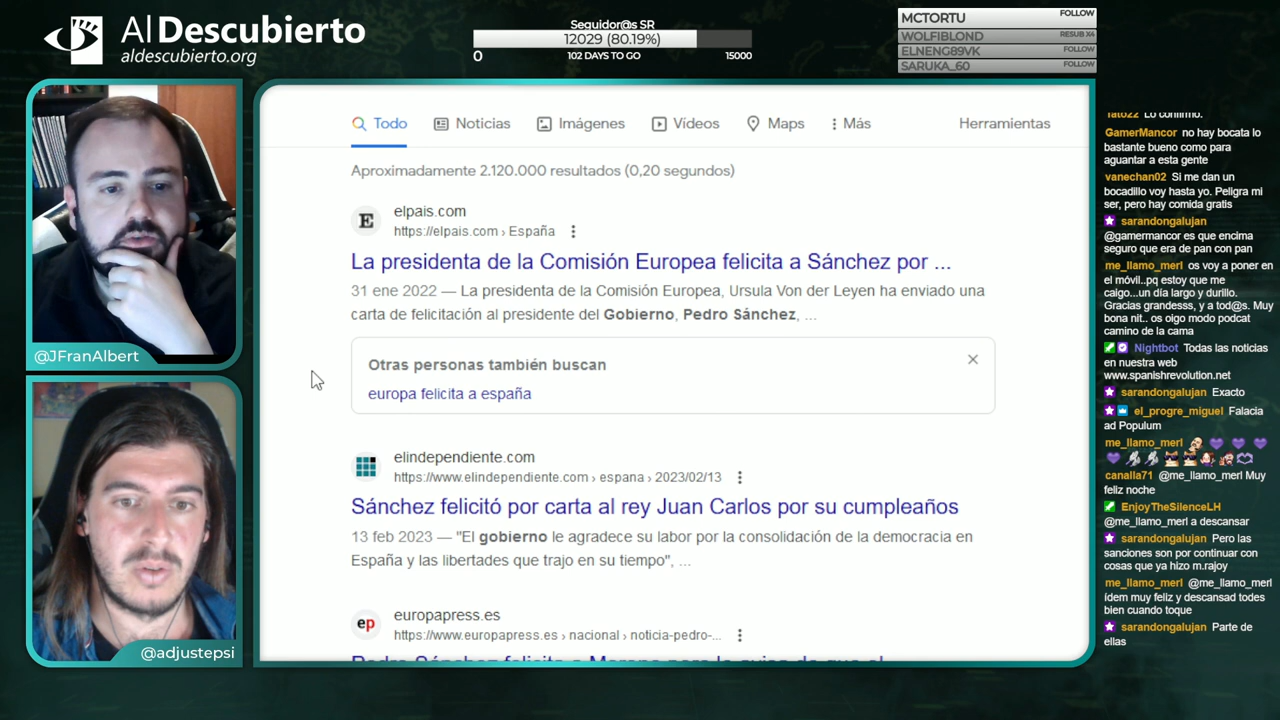 Al Descubierto
aldescubierto.org
Seguidor@s SR
12029 (80.19%)
0
102 DAYS TO GO
15000
MCTORTU FOLLOW
WOLFIBLOND RESUB X4
ELNENG89VK FOLLOW
SARUKA_60 FOLLOW
@JFranAlbert
@adjustepsi
Todo Noticias Imágenes Vídeos Maps Más Herramientas
Aproximadamente 2.120.000 resultados (0,20 segundos)
E
elpais.com
https://elpais.com › España
La presidenta de la Comisión Europea felicita a Sánchez por ...
31 ene 2022 — La presidenta de la Comisión Europea, Ursula Von der Leyen ha enviado una
carta de felicitación al presidente del Gobierno, Pedro Sánchez, ...
Otras personas también buscan
europa felicita a españa
elindependiente.com
https://www.elindependiente.com › espana › 2023/02/13
Sánchez felicitó por carta al rey Juan Carlos por su cumpleaños
13 feb 2023 — "El gobierno le agradece su labor por la consolidación de la democracia en
España y las libertades que trajo en su tiempo", ...
ep
europapress.es
https://www.europapress.es › nacional › noticia-pedro-...
Lo confirmo.
GamerMancor no hay bocata lo
bastante bueno como para
aguantar a esta gente
vanechan02 Si me dan un
bocadillo voy hasta yo. Peligra mi
ser, pero hay comida gratis
sarandongalujan
@gamermancor es que encima
seguro que era de pan con pan
me_llamo_merl os voy a poner en
el móvil..pq estoy que me
caigo...un día largo y durillo.
Gracias grandesss, y a tod@s. Muy
bona nit.. os oigo modo podcat
camino de la cama
Nightbot Todas las noticias
en nuestra web
www.spanishrevolution.net
sarandongalujan Exacto
el_progre_miguel Falacia
ad Populum
me_llamo_merl
canalla71 @me_llamo_merl Muy
feliz noche
EnjoyTheSilenceLH
@me_llamo_merl a descansar
sarandongalujan Pero las
sanciones son por continuar con
cosas que ya hizo m.rajoy
me_llamo_merl @me_llamo_merl
ídem muy feliz y descansad todes
bien cuando toque
sarandongalujan Parte de
ellas